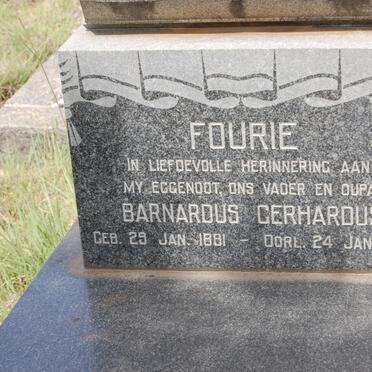 FOURIE
IN LIEFDEVOLLE HERINNERING AAN
MY EGGENOOT, ONS VADER EN OUPA
BARNARDUS GERHARDUS
GEB. 29 JAN. 1881 - OORL. 24 JAN